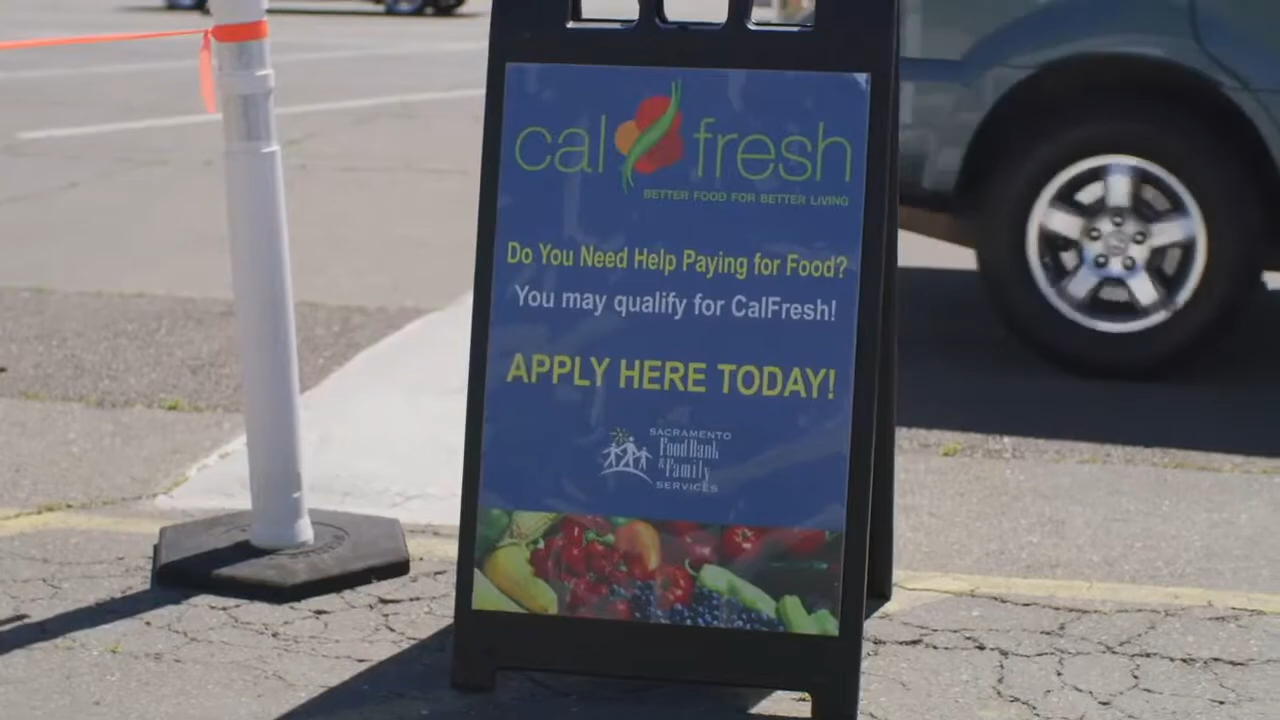 cal fresh
BETTER FOOD FOR BETTER LIVING
Do You Need Help Paying for Food?
You may qualify for CalFresh!
APPLY HERE TODAY!
SACRAMENTO
Food Bank
& Family
SERVICES